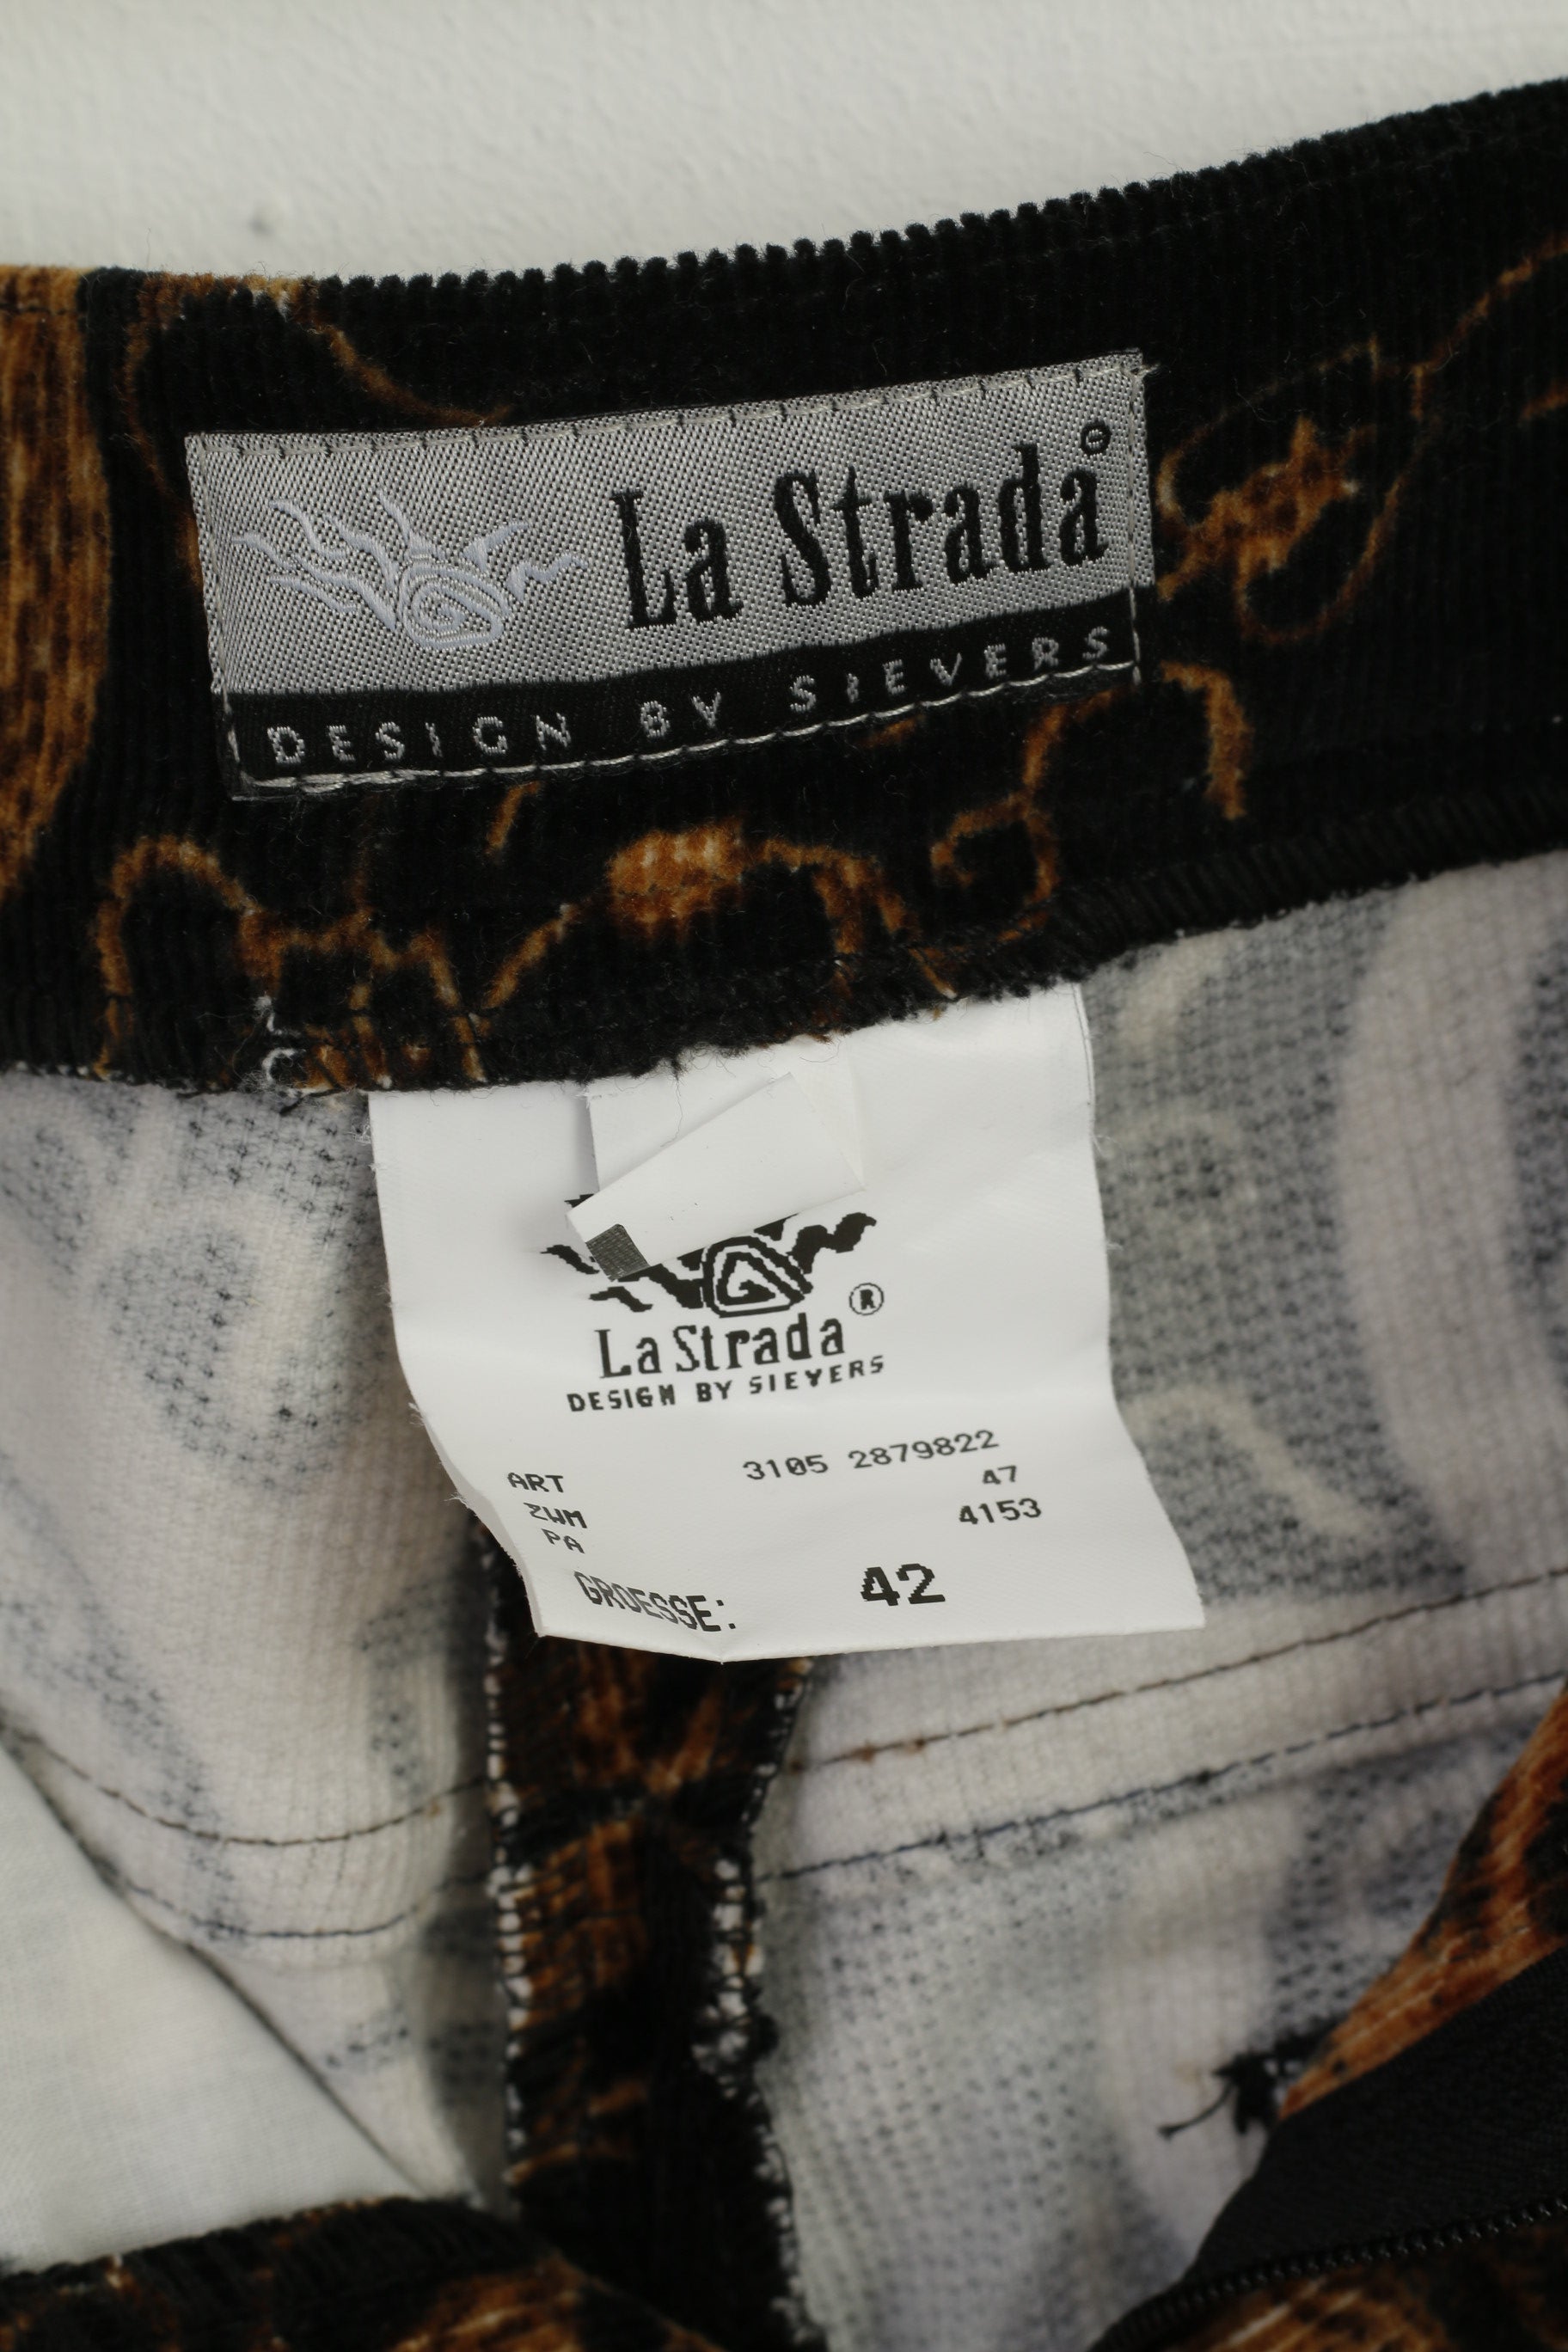 La Strada®
DESIGN BY SIEVERS
La Strada®
DESIGN BY SIEVERS
ART 3105 2879822
ZWM 47
PA 4153
GROESSE: 42